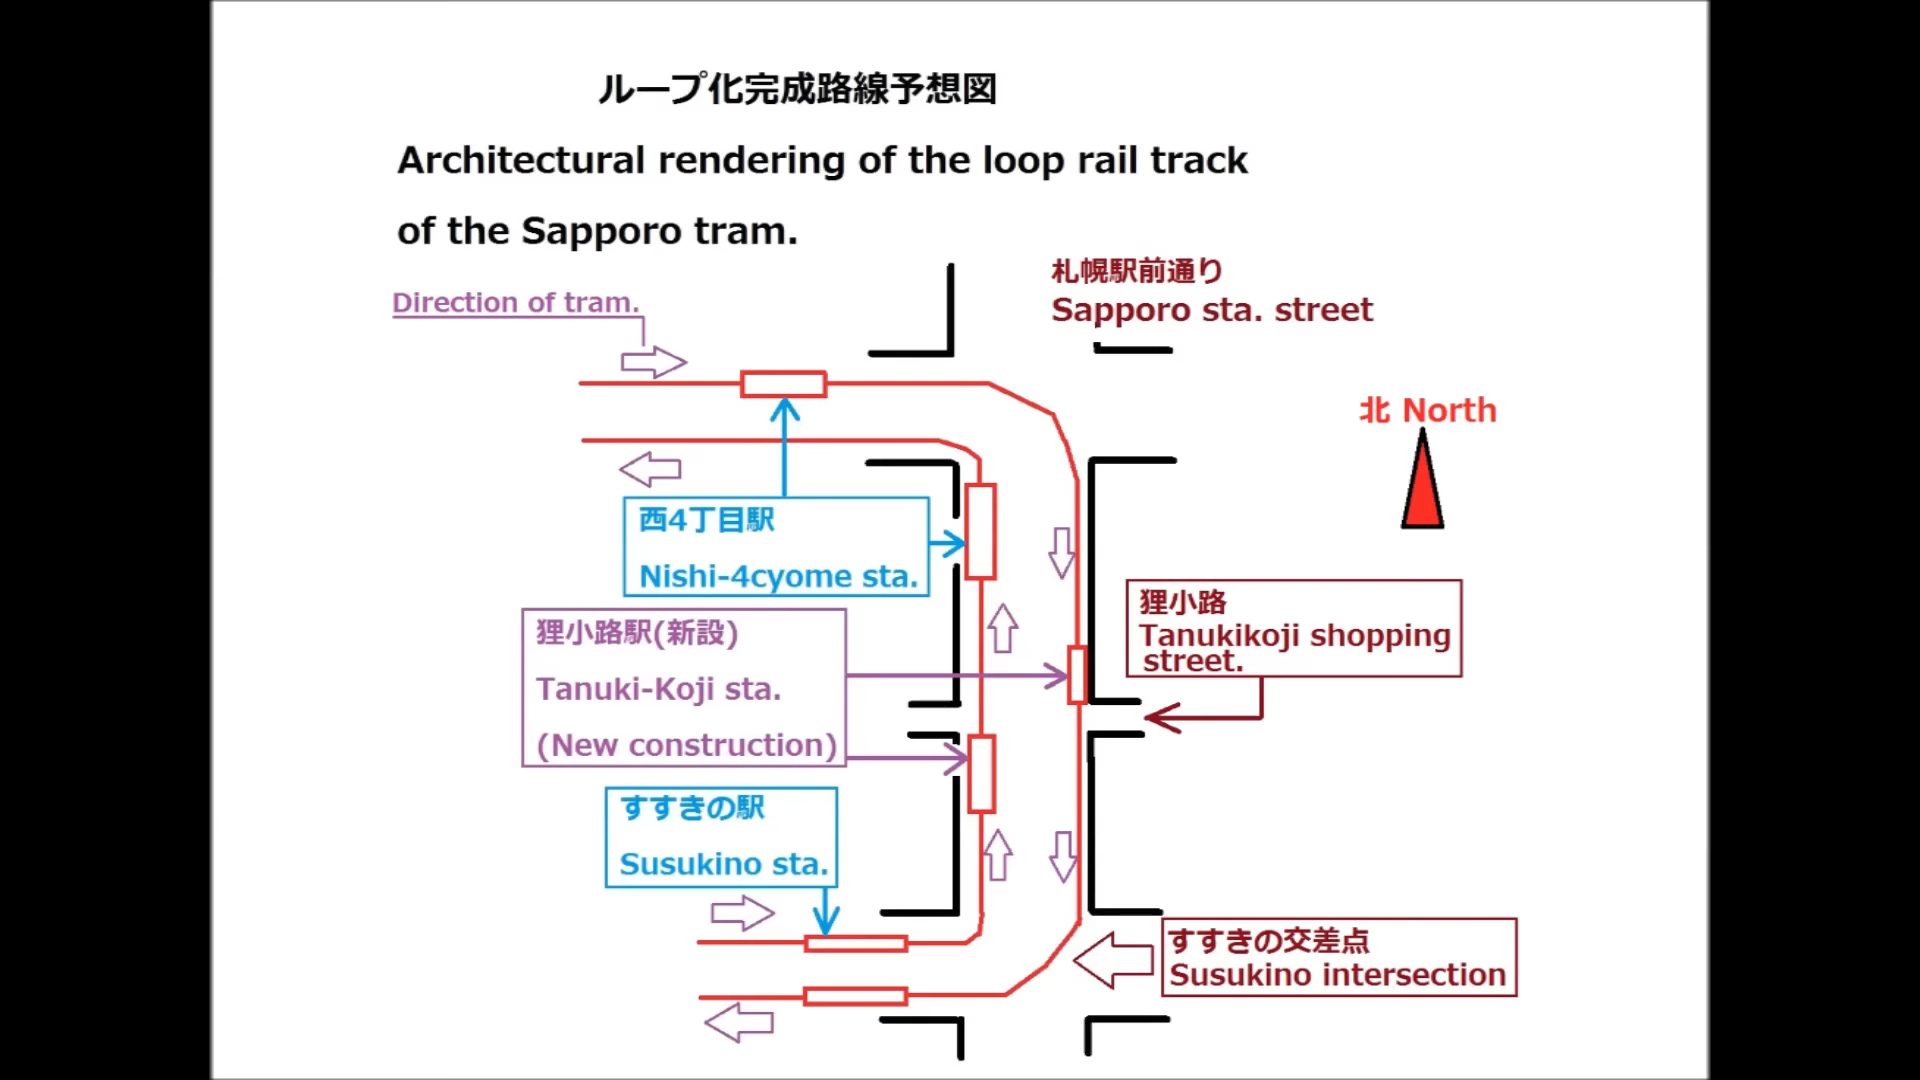 ループ化完成路線予想図
Architectural rendering of the loop rail track
of the Sapporo tram.
札幌駅前通り
Sapporo sta. street
Direction of tram.
北 North
西4丁目駅
Nishi-4cyome sta.
狸小路
Tanukikoji shopping
street.
狸小路駅(新設)
Tanuki-Koji sta.
(New construction)
すすきの駅
Susukino sta.
すすきの交差点
Susukino intersection